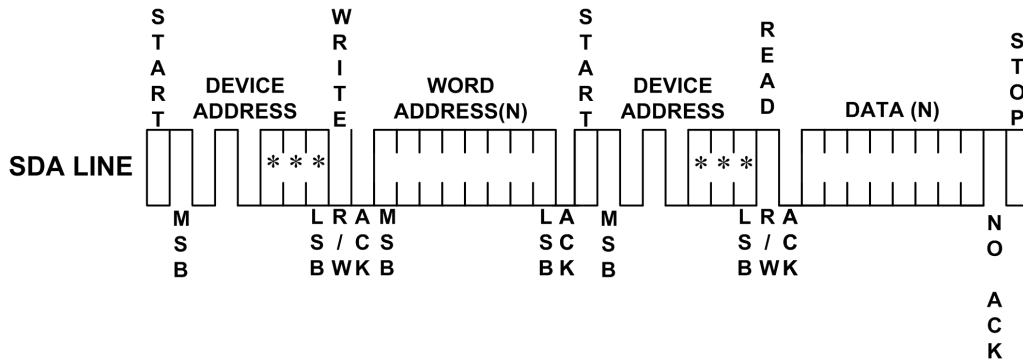 START
WRITE
START
READ
STOP
DEVICE
ADDRESS
WORD
ADDRESS(N)
DEVICE
ADDRESS
DATA (N)
SDA LINE
* * *
* * *
MSB
LSB
R/W
ACK
MSB
LSB
ACK
MSB
LSB
R/W
ACK
NO ACK